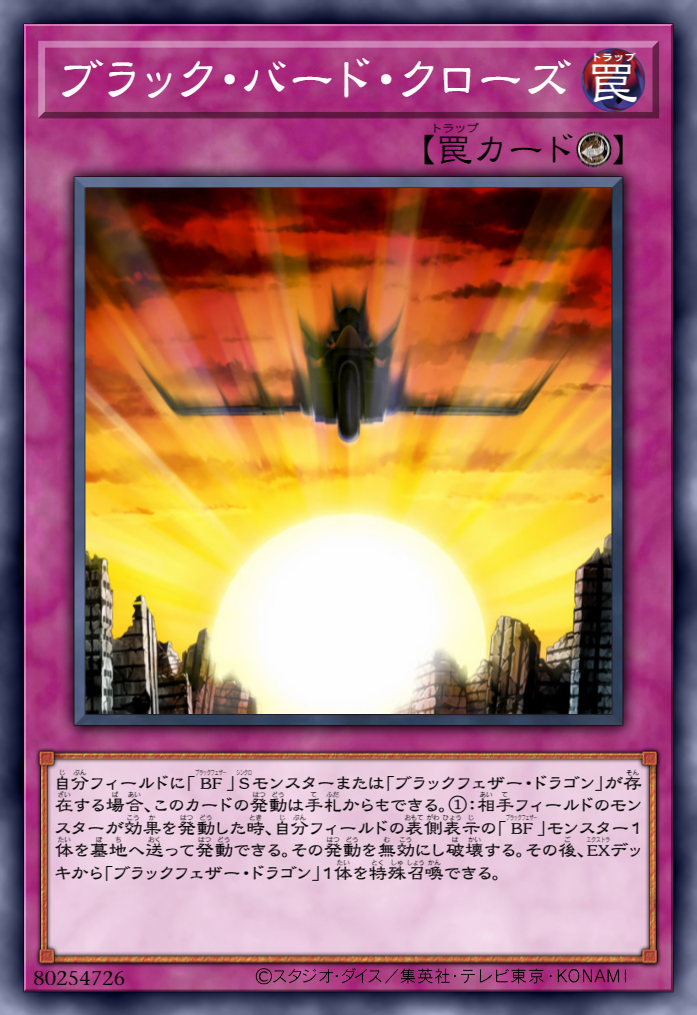 ブラック・バード・クローズ 罠
トラップ
【罠カード】
トラップ
自分フィールドに「BF」Sモンスターまたは「ブラックフェザー・ドラゴン」が存
在する場合、このカードの発動は手札からもできる。①:相手フィールドのモン
スターが効果を発動した時、自分フィールドの表側表示の「BF」モンスター1
体を墓地へ送って発動できる。その発動を無効にし破壊する。その後、EXデッ
キから「ブラックフェザー・ドラゴン」1体を特殊召喚できる。
80254726 ©スタジオ・ダイス/集英社・テレビ東京・KONAMI